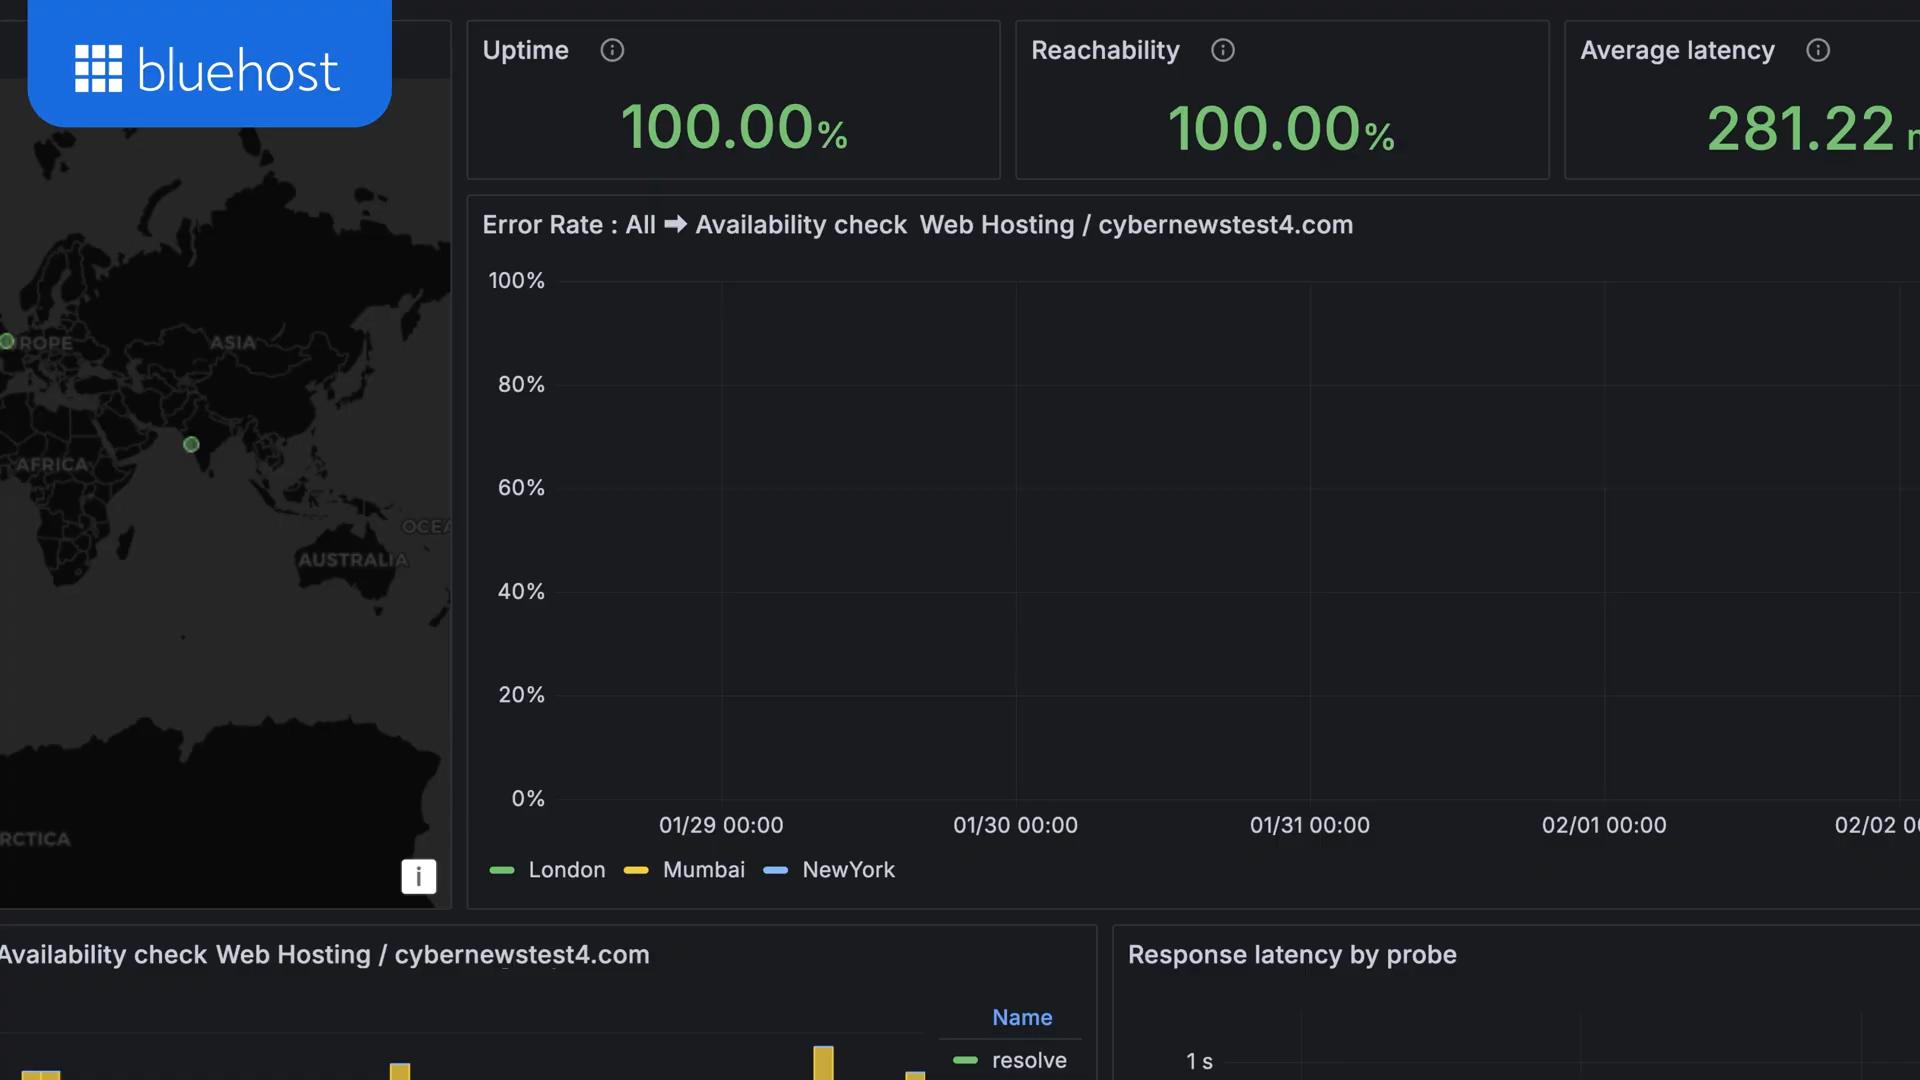 bluehost
Uptime
100.00%
Reachability
100.00%
Average latency
281.22
Error Rate : All ➡ Availability check Web Hosting / cybernewstest4.com
100%
80%
60%
40%
20%
0%
01/29 00:00
01/30 00:00
01/31 00:00
02/01 00:00
02/02 0
London
Mumbai
NewYork
ROPE
ASIA
AFRICA
OCEA
AUSTRALIA
RCTICA
i
Availability check Web Hosting / cybernewstest4.com
Name
resolve
Response latency by probe
1 s